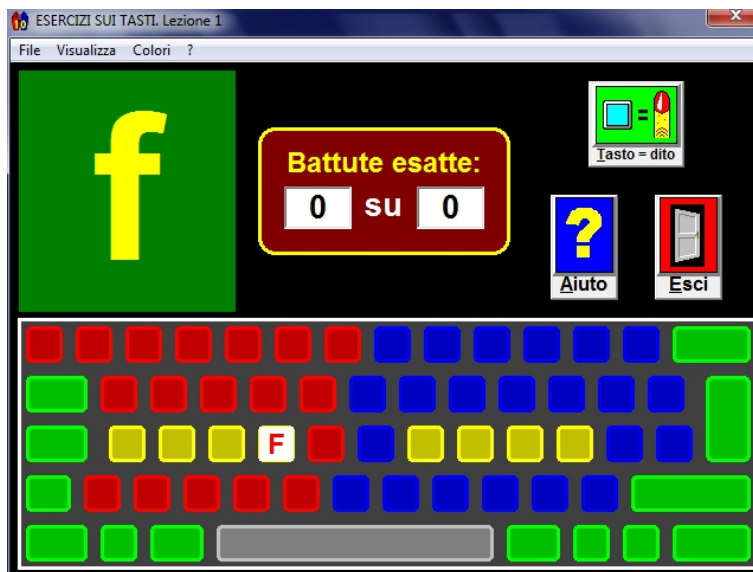 ESERCIZI SUI TASTI. Lezione 1
File Visualizza Colori ?
f
Battute esatte:
0 su 0
=
Tasto = dito
?
Aiuto
Esci
F